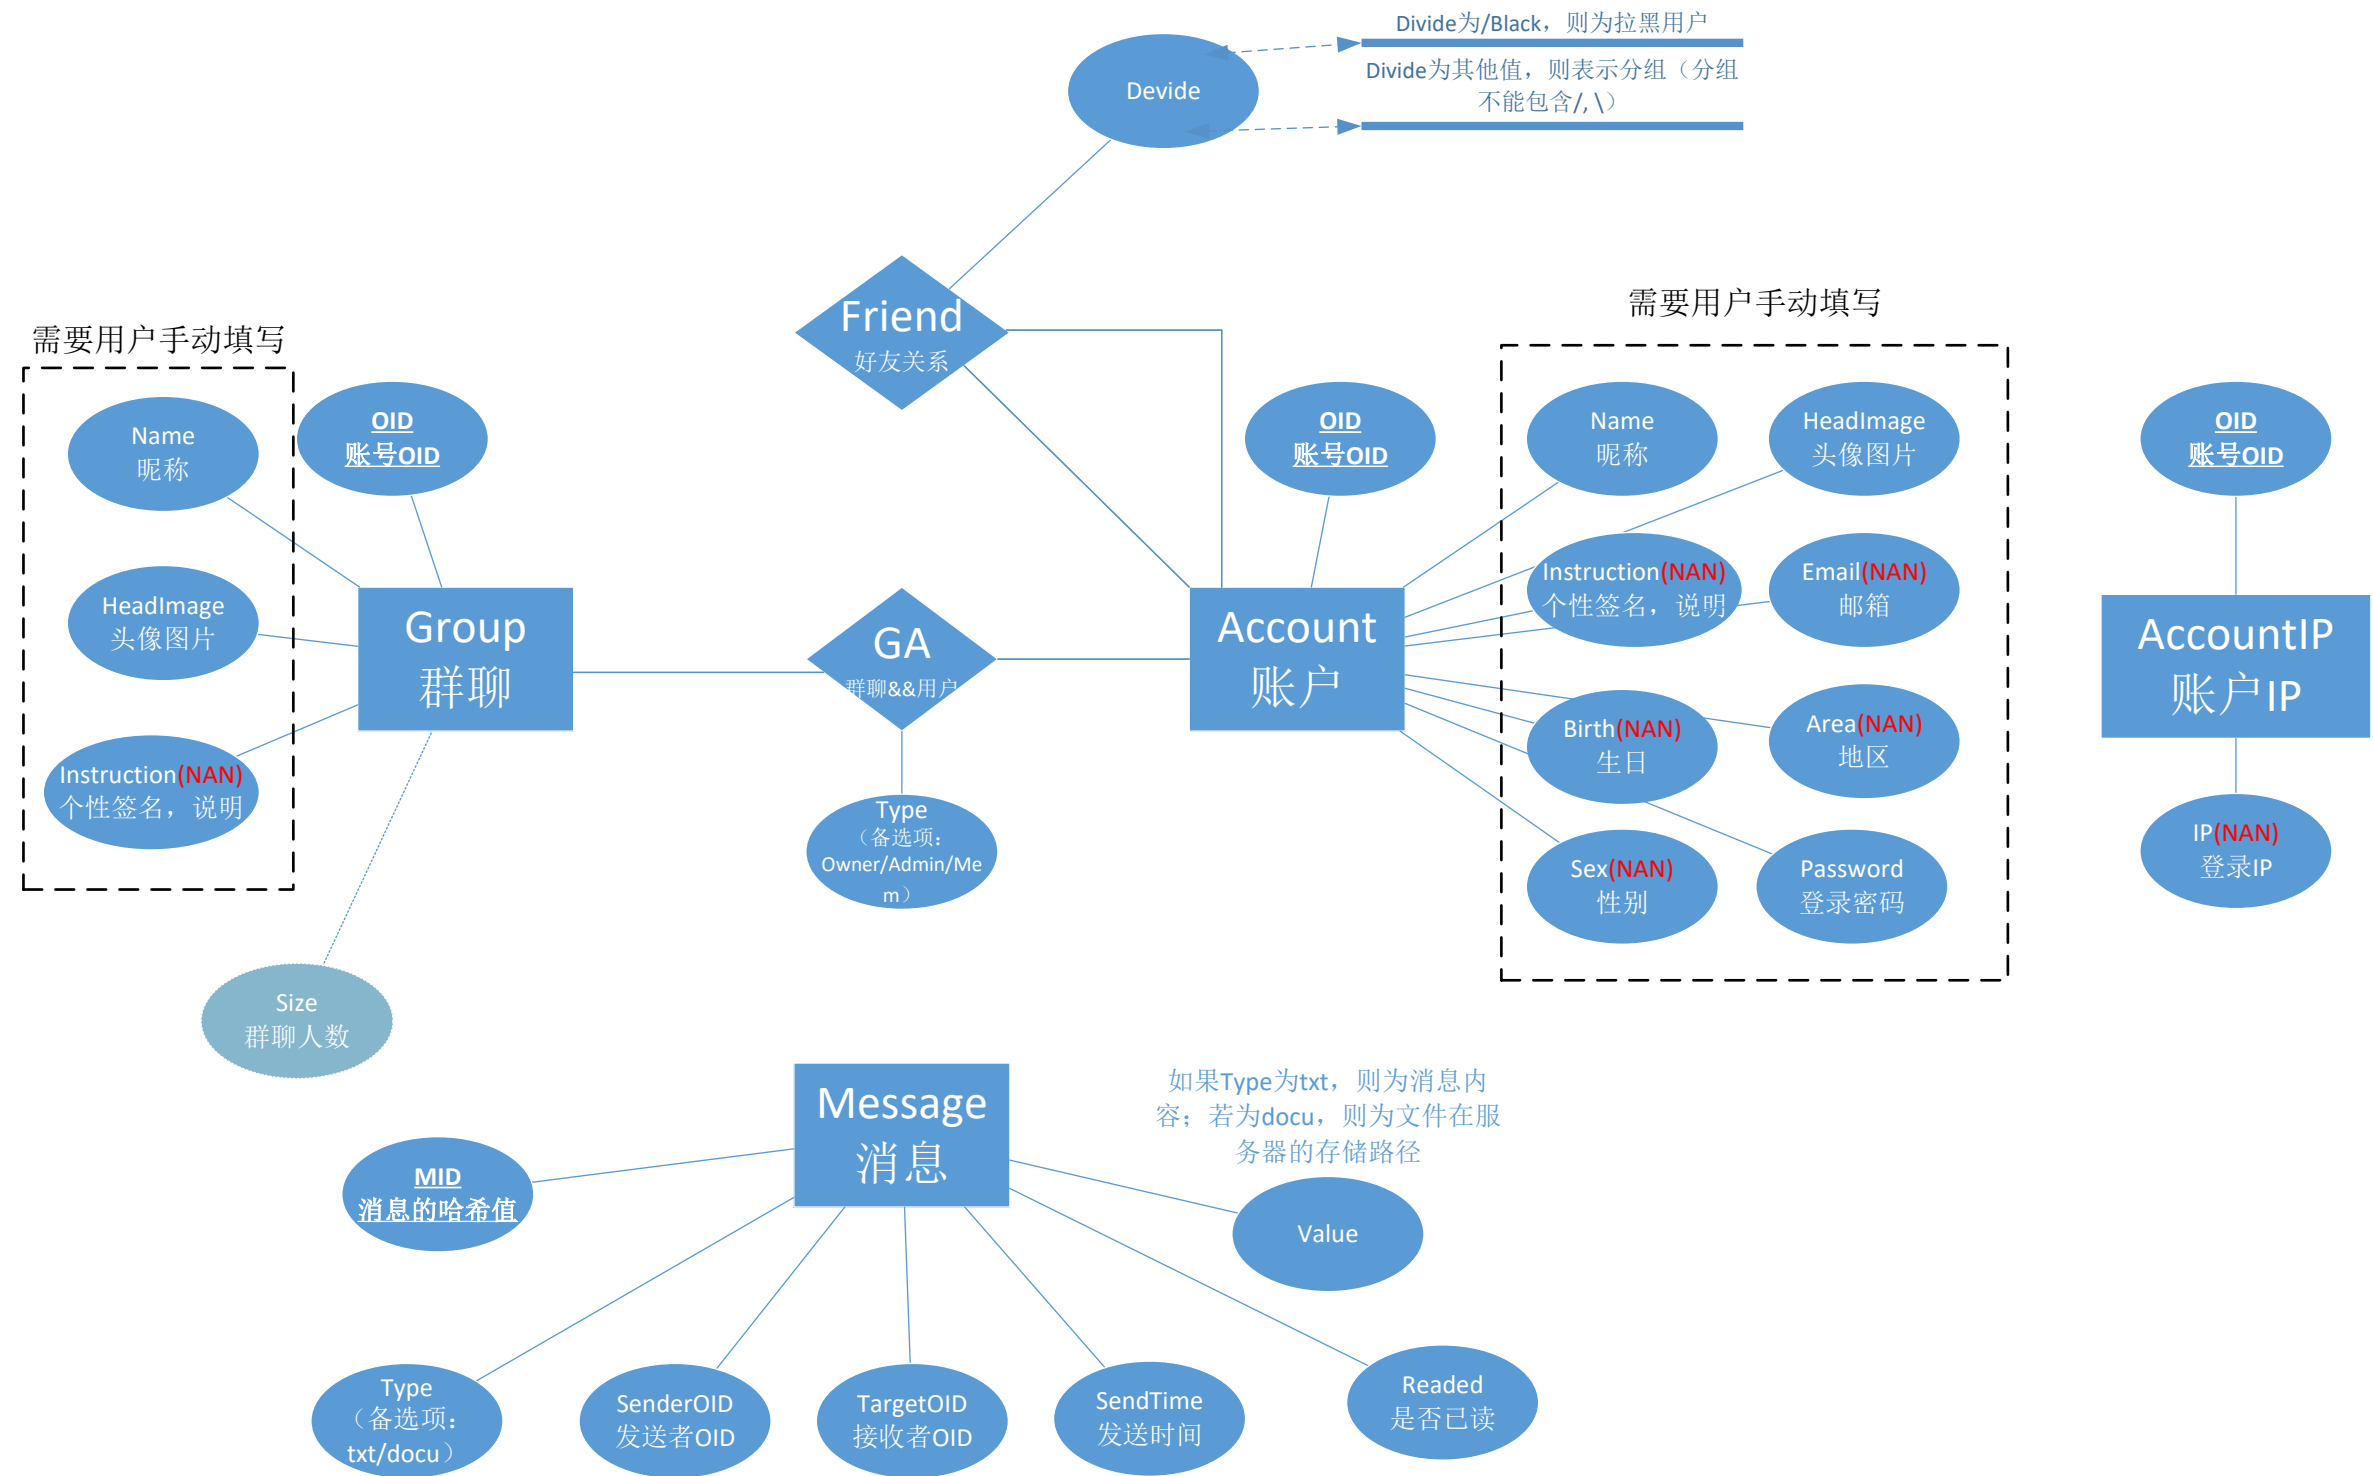 Divide为/Black，则为拉黑用户
Divide为其他值，则表示分组（分组
不能包含/, \）
Devide
Friend
好友关系
需要用户手动填写
需要用户手动填写
Name
昵称
OID
账号OID
OID
账号OID
Name
昵称
HeadImage
头像图片
OID
账号OID
HeadImage
头像图片
Group
群聊
GA
群聊&&用户
Account
账户
Instruction(NAN)
个性签名，说明
Email(NAN)
邮箱
AccountIP
账户IP
Instruction(NAN)
个性签名，说明
Type
（备选项：
Owner/Admin/Me
m）
Birth(NAN)
生日
Area(NAN)
地区
Sex(NAN)
性别
Password
登录密码
IP(NAN)
登录IP
Size
群聊人数
Message
消息
如果Type为txt，则为消息内
容；若为docu，则为文件在服
务器的存储路径
MID
消息的哈希值
Value
Type
（备选项：
txt/docu）
SenderOID
发送者OID
TargetOID
接收者OID
SendTime
发送时间
Readed
是否已读